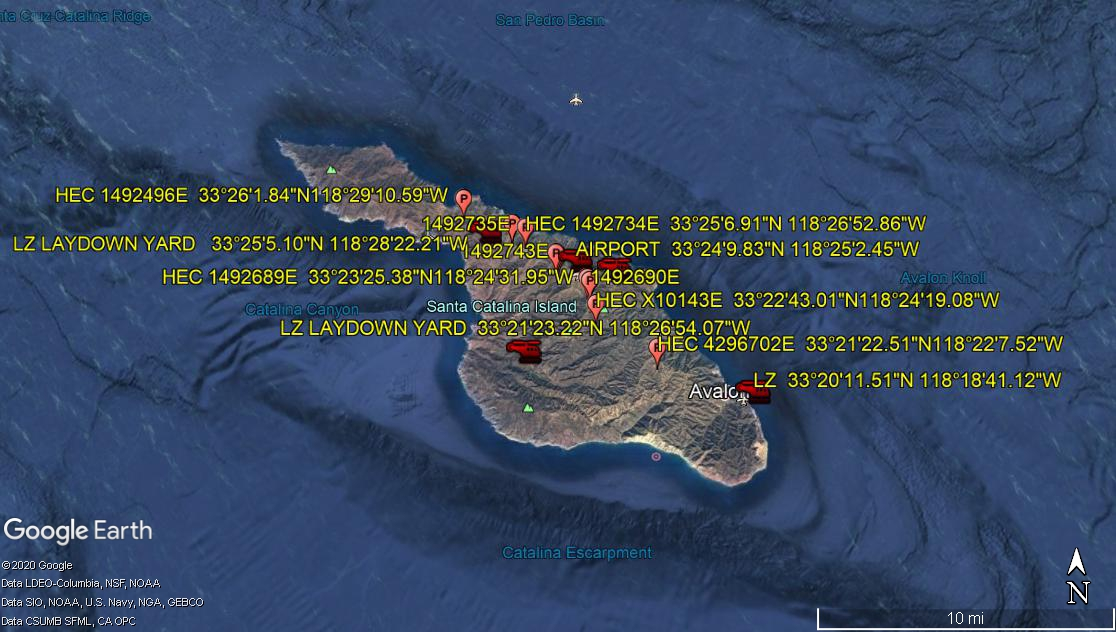 nta Cruz-Catalina Ridge
San Pedro Basin
HEC 1492496E 33°26'1.84"N118°29'10.59"W
1492735E HEC 1492734E 33°25'6.91"N 118°26'52.86"W
LZ LAYDOWN YARD 33°25'5.10"N 118°28'22.21"W
1492743E AIRPORT 33°24'9.83"N 118°25'2.45"W
HEC 1492689E 33°23'25.38"N118°24'31.95"W 1492690E
Avalon Knoll
HEC X10143E 33°22'43.01"N118°24'19.08"W
Santa Catalina Island
Catalina Canyon
LZ LAYDOWN YARD 33°21'23.22"N 118°26'54.07"W
HEC 4296702E 33°21'22.51"N118°22'7.52"W
LZ 33°20'11.51"N 118°18'41.12"W
Avalon
Google Earth
Catalina Escarpment
©2020 Google
Data LDEO-Columbia, NSF, NOAA
Data SIO, NOAA, U.S. Navy, NGA, GEBCO
Data CSUMB SFML, CA OPC
N
10 mi